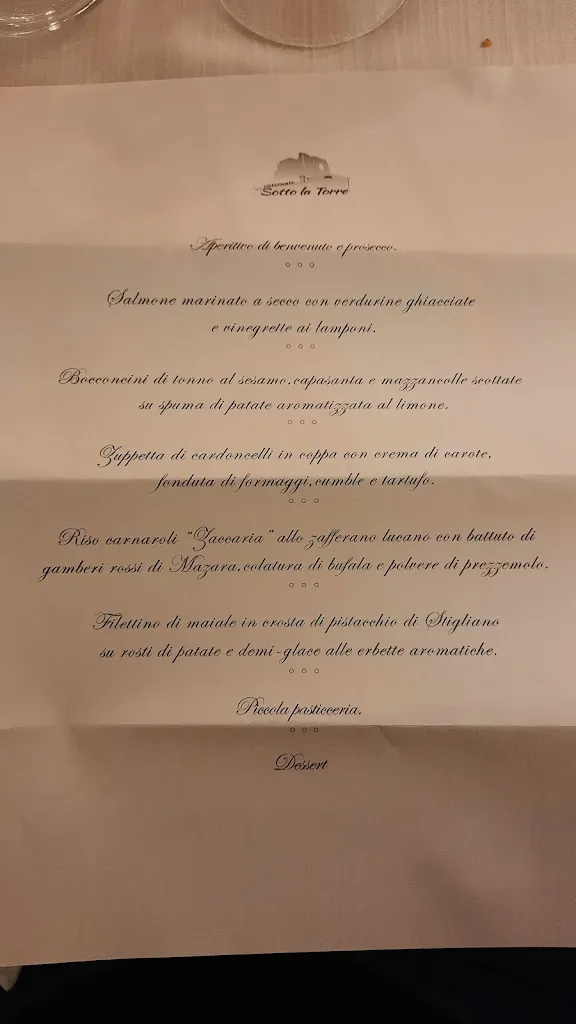 ristorante
Sotto la Torre
Aperitivo di benvenuto e prosecco.
° ° °
Salmone marinato a secco con verdurine ghiacciate
e vinegrette ai lamponi.
° ° °
Bocconcini di tonno al sesamo,capasanta e mazzancolle scottate
su spuma di patate aromatizzata al limone.
° ° °
Zuppetta di cardoncelli in coppa con crema di carote,
fonduta di formaggi,cumble e tartufo.
° ° °
Riso carnaroli "Zaccaria" allo zafferano lucano con battuto di
gamberi rossi di Mazara,colatura di bufala e polvere di prezzemolo.
° ° °
Filettino di maiale in crosta di pistacchio di Stigliano
su rosti di patate e demi-glace alle erbette aromatiche.
° ° °
Piccola pasticceria.
° ° °
Dessert